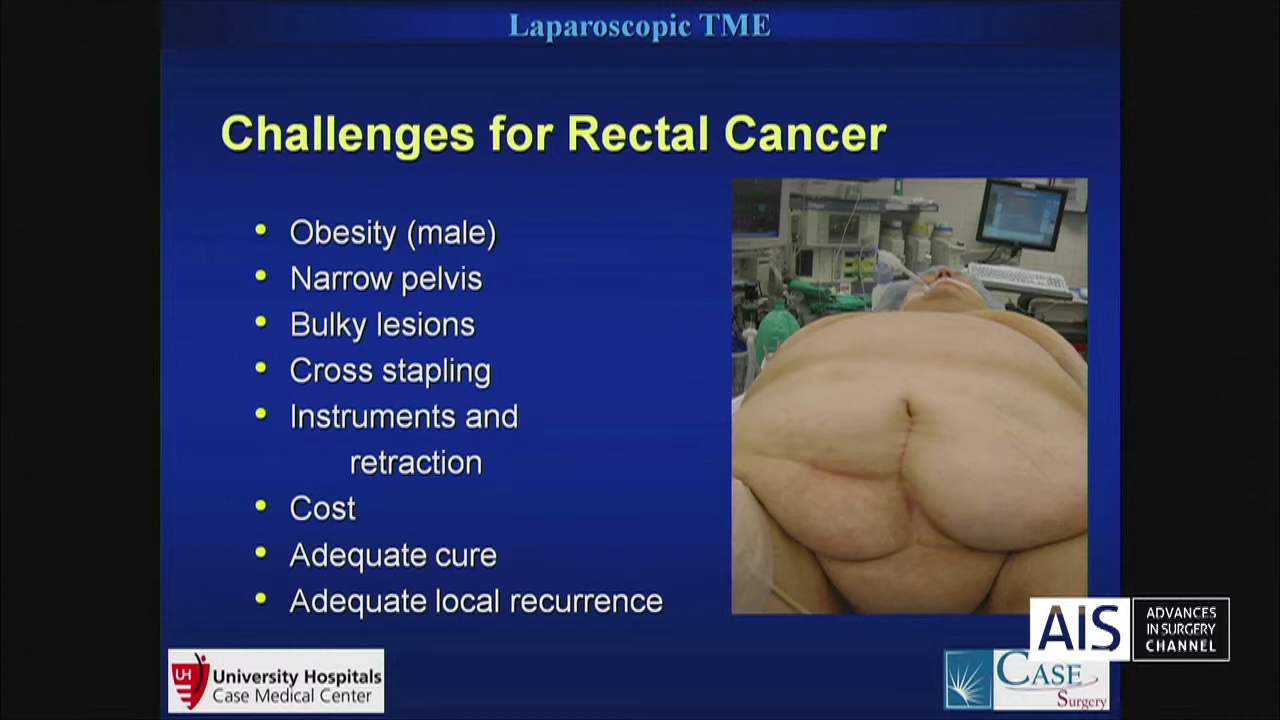 Laparoscopic TME
Challenges for Rectal Cancer
• Obesity (male)
• Narrow pelvis
• Bulky lesions
• Cross stapling
• Instruments and
retraction
• Cost
• Adequate cure
• Adequate local recurrence
UH
University Hospitals
Case Medical Center
CASE
Surgery
AIS
ADVANCES
IN SURGERY
CHANNEL